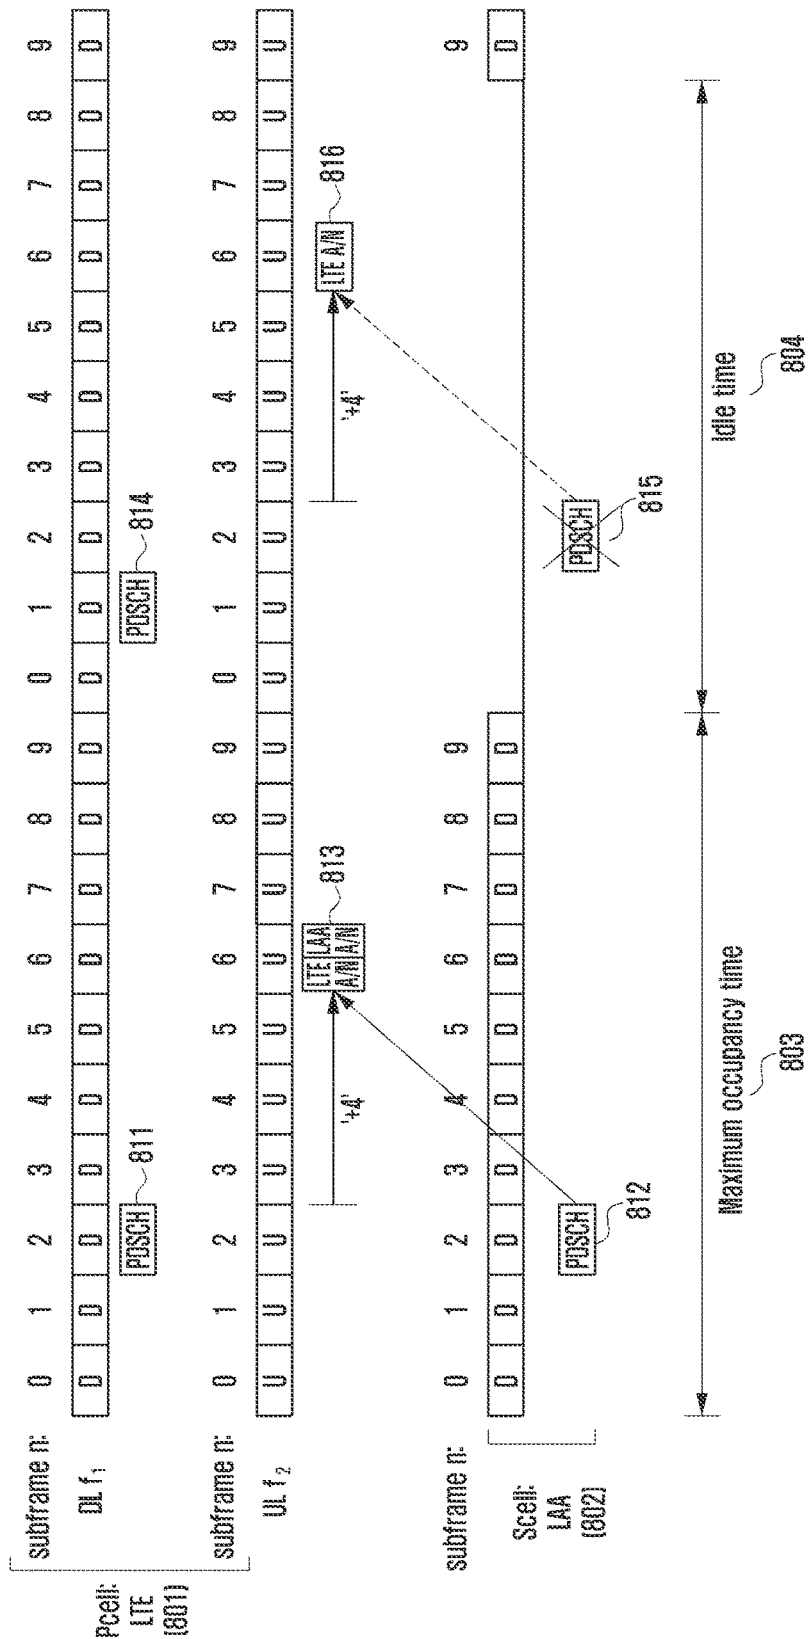 Pcell:
LTE
(801)
subframe n: 0 1 2 3 4 5 6 7 8 9 0 1 2 3 4 5 6 7 8 9
DL f1 D D D D D D D D D D D D D D D D D D D D
PDSCH 811 PDSCH 814
subframe n: 0 1 2 3 4 5 6 7 8 9 0 1 2 3 4 5 6 7 8 9
UL f2 U U U U U U U U U U U U U U U U U U U U
'+4' LTE A/N LAA A/N 813 '+4' LTE A/N 816
subframe n: 0 1 2 3 4 5 6 7 8 9 9
Scell:
LAA
(802)
D D D D D D D D D D D
PDSCH 812 PDSCH 815
Maximum occupancy time Idle time
803 804